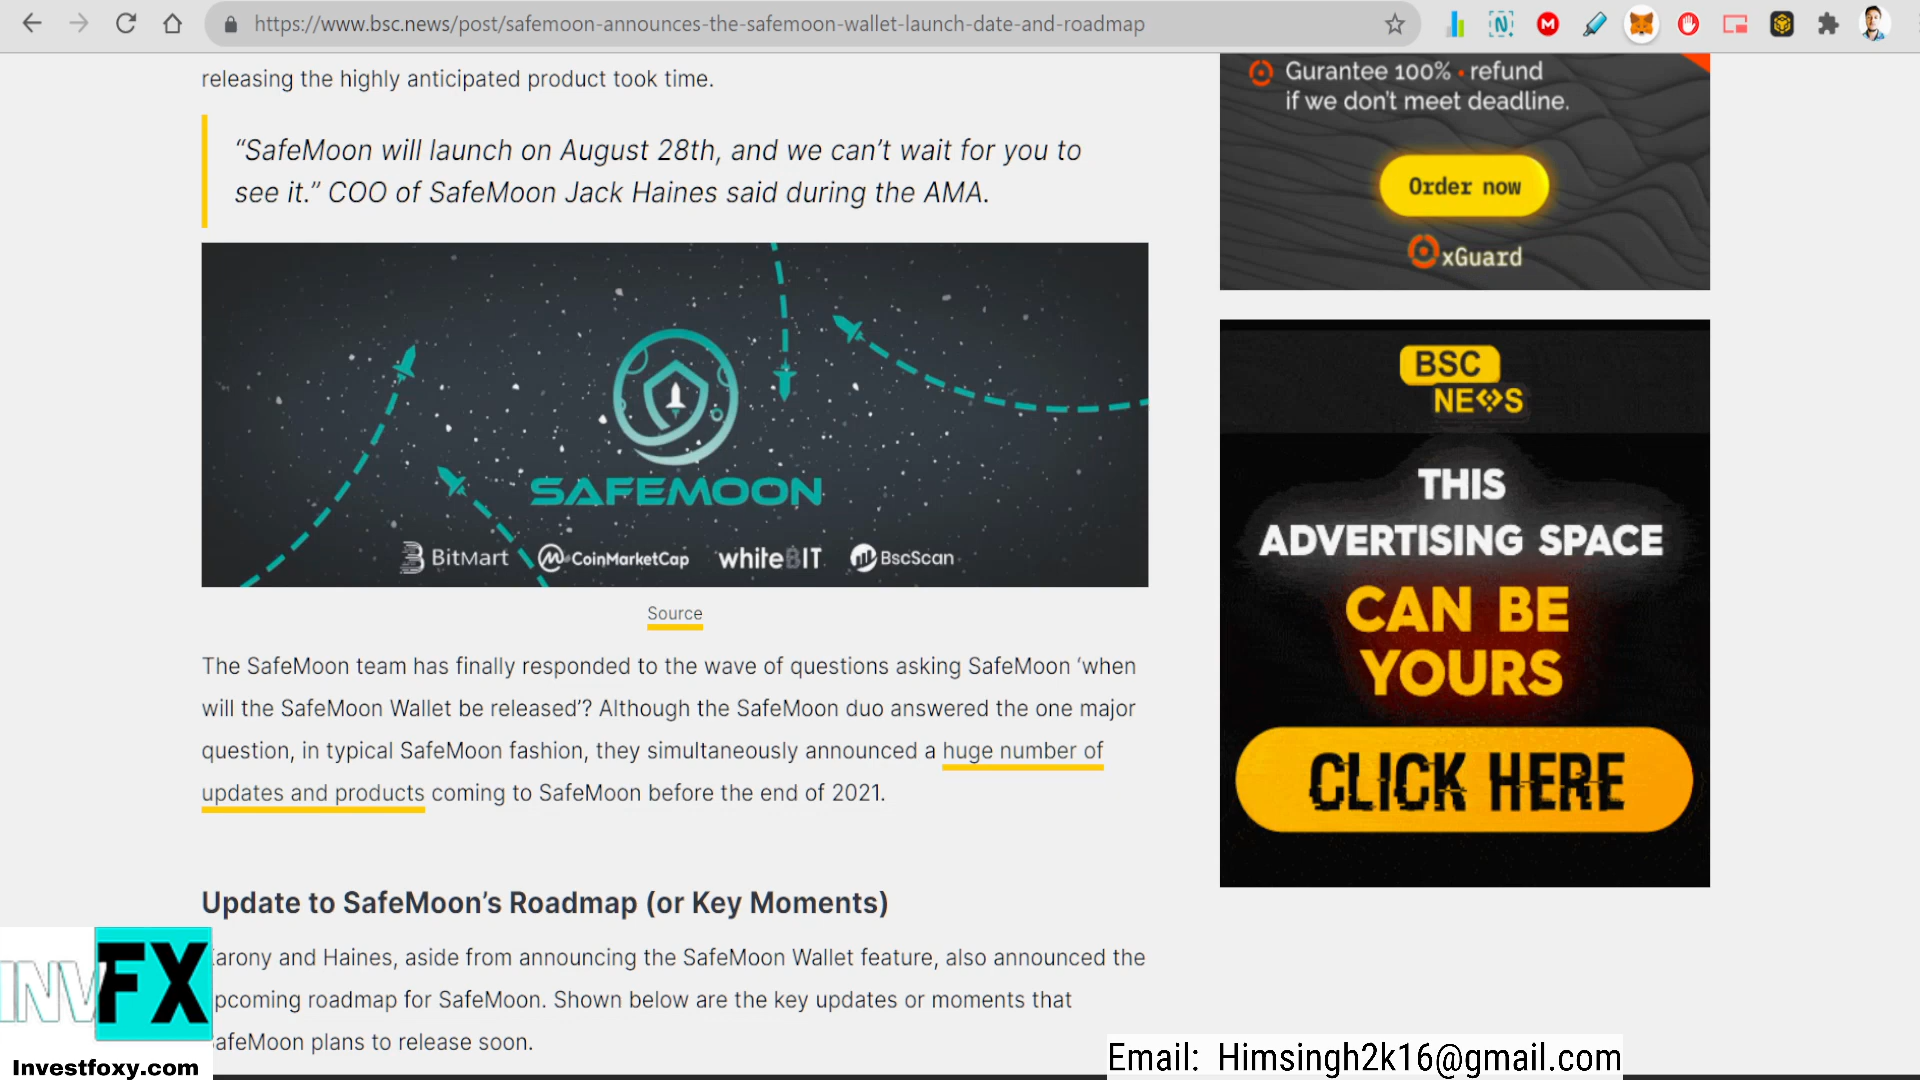 https://www.bsc.news/post/safemoon-announces-the-safemoon-wallet-launch-date-and-roadmap
releasing the highly anticipated product took time.
“SafeMoon will launch on August 28th, and we can’t wait for you to
see it.” COO of SafeMoon Jack Haines said during the AMA.
SAFEMOON
BitMart CoinMarketCap whiteBIT BscScan
Source
The SafeMoon team has finally responded to the wave of questions asking SafeMoon ‘when
will the SafeMoon Wallet be released’? Although the SafeMoon duo answered the one major
question, in typical SafeMoon fashion, they simultaneously announced a huge number of
updates and products coming to SafeMoon before the end of 2021.
Update to SafeMoon’s Roadmap (or Key Moments)
arony and Haines, aside from announcing the SafeMoon Wallet feature, also announced the
pcoming roadmap for SafeMoon. Shown below are the key updates or moments that
afeMoon plans to release soon.
Gurantee 100% • refund
if we don’t meet deadline.
Order now
xGuard
BSC
NEWS
THIS
ADVERTISING SPACE
CAN BE
YOURS
CLICK HERE
INV FX
Investfoxy.com
Email: Himsingh2k16@gmail.com